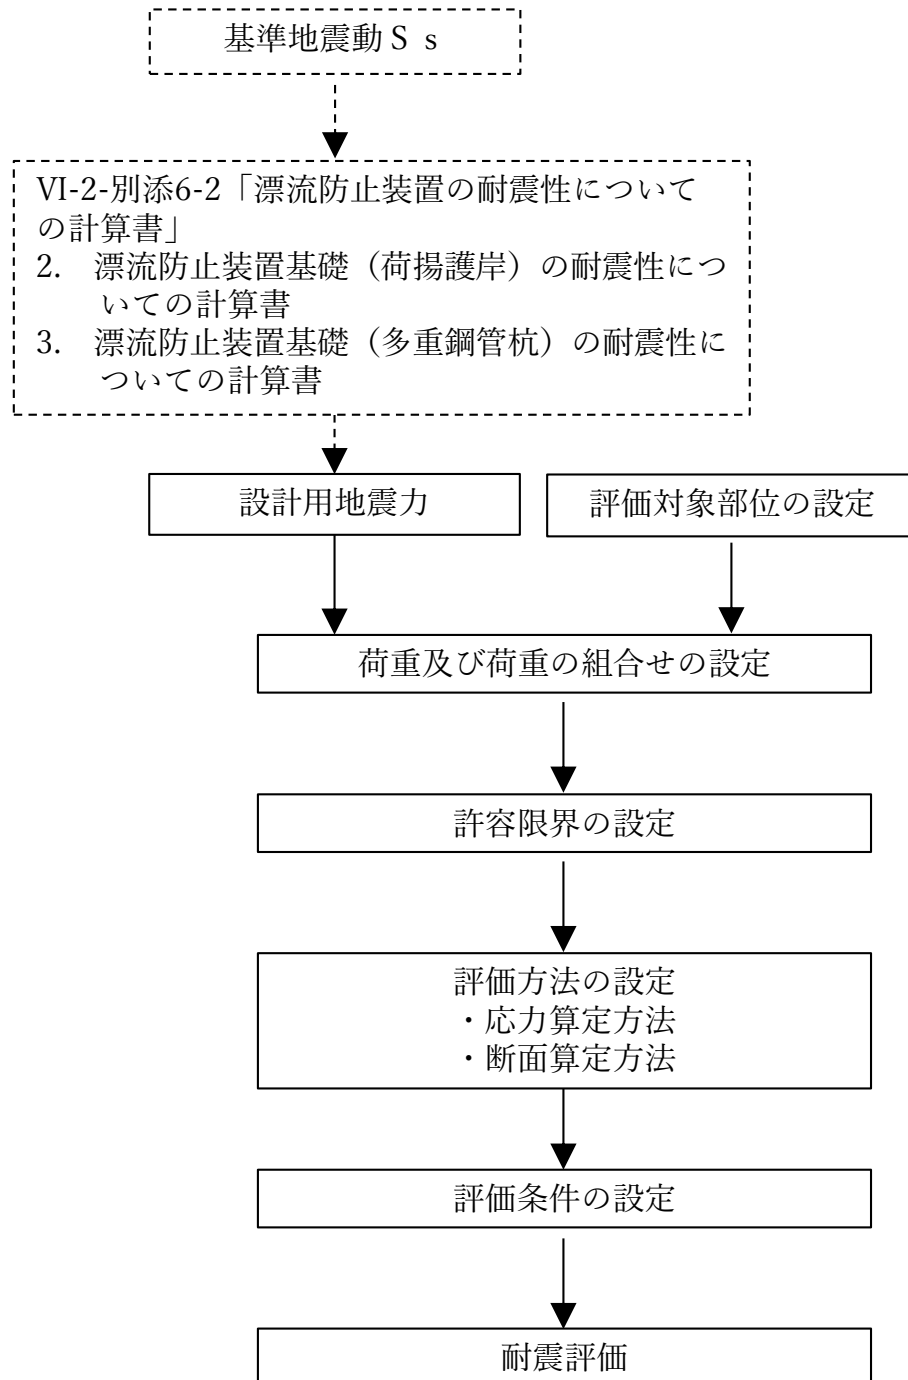 基準地震動Ｓｓ
Ⅵ-2-別添6-2「漂流防止装置の耐震性について
の計算書」
2.　漂流防止装置基礎（荷揚護岸）の耐震性につ
いての計算書
3.　漂流防止装置基礎（多重鋼管杭）の耐震性に
ついての計算書
設計用地震力
評価対象部位の設定
荷重及び荷重の組合せの設定
許容限界の設定
評価方法の設定
・応力算定方法
・断面算定方法
評価条件の設定
耐震評価